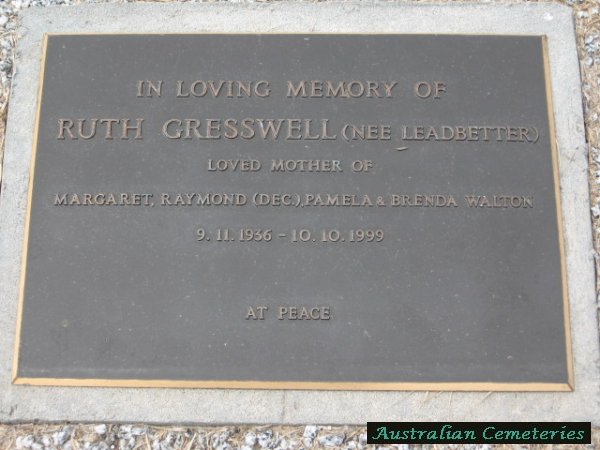 IN LOVING MEMORY OF
RUTH GRESSWELL (NEE LEADBETTER)
LOVED MOTHER OF
MARGARET, RAYMOND (DEC.), PAMELA & BRENDA WALTON
9. 11. 1936 - 10. 10. 1999
AT PEACE
Australian Cemeteries